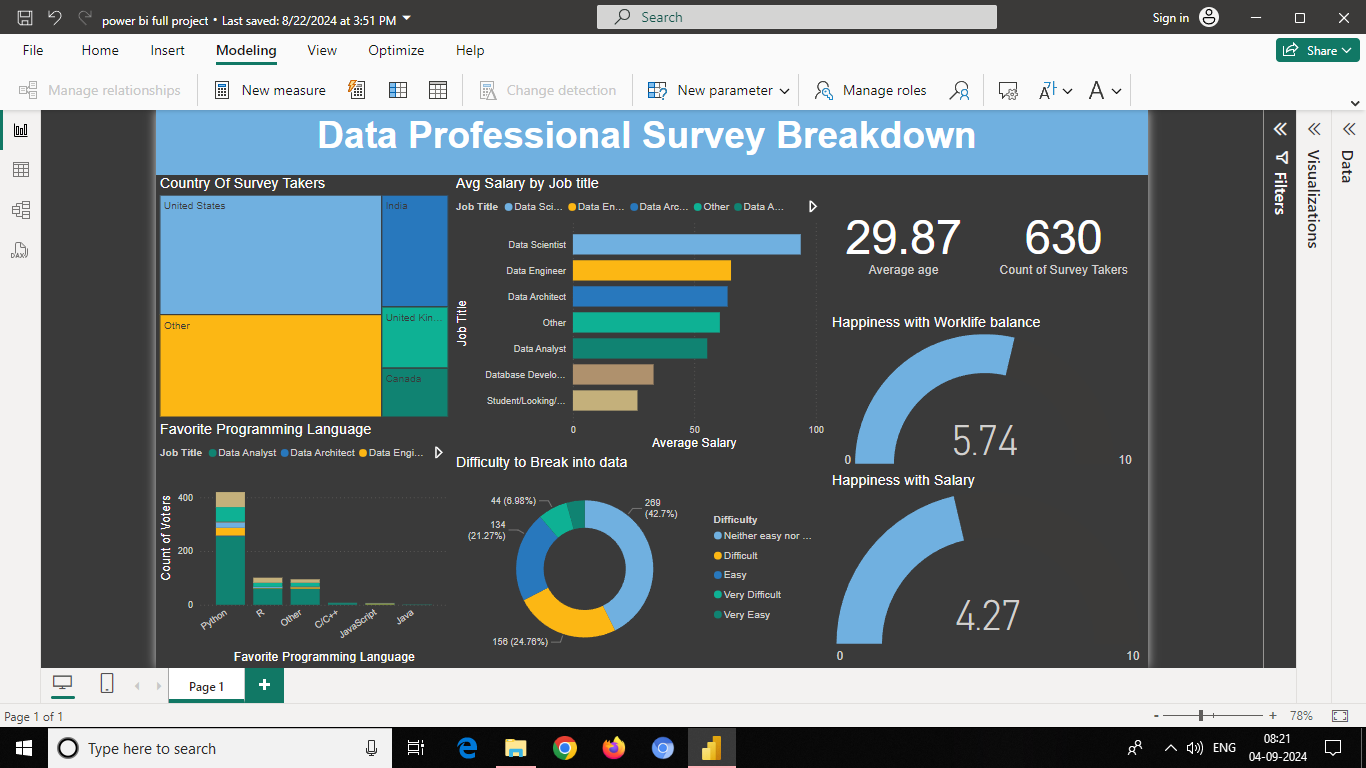 power bi full project • Last saved: 8/22/2024 at 3:51 PM
Search
Sign in
File Home Insert Modeling View Optimize Help
Share
Manage relationships New measure Change detection New parameter Manage roles
Data Professional Survey Breakdown
Country Of Survey Takers
United States
India
Other
United Kin...
Canada
Avg Salary by Job title
Job Title Data Sci... Data En... Data Arc... Other Data A...
Job Title
Data Scientist
Data Engineer
Data Architect
Other
Data Analyst
Database Develo...
Student/Looking/...
0 50 100
Average Salary
29.87
Average age
630
Count of Survey Takers
Happiness with Worklife balance
5.74
0 10
Happiness with Salary
4.27
0 10
Favorite Programming Language
Job Title Data Analyst Data Architect Data Engi...
Count of Voters
400
200
0
Python R Other C/C++ JavaScript Java
Favorite Programming Language
Difficulty to Break into data
44 (6.98%)
269
(42.7%)
134
(21.27%)
156 (24.76%)
Difficulty
Neither easy nor ...
Difficult
Easy
Very Difficult
Very Easy
Filters
Visualizations
Data
DAX
Page 1
Page 1 of 1
- + 78%
Type here to search
ENG
08:21
04-09-2024